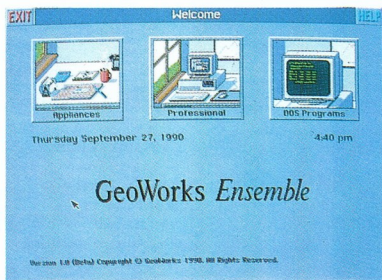 EXIT Welcome HELP
Appliances Professional DOS Programs
Thursday September 27, 1990 4:40 pm
GeoWorks Ensemble
Version 1.0 (Beta) Copyright © GeoWorks 1990. All Rights Reserved.